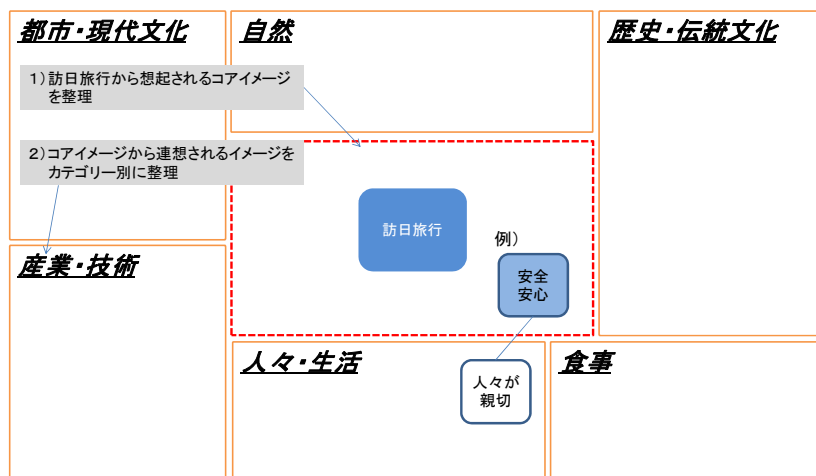 都市・現代文化
自然
歴史・伝統文化
1）訪日旅行から想起されるコアイメージ
を整理
2）コアイメージから連想されるイメージを
カテゴリー別に整理
訪日旅行
例）
安全
安心
産業・技術
人々・生活
食事
人々が
親切